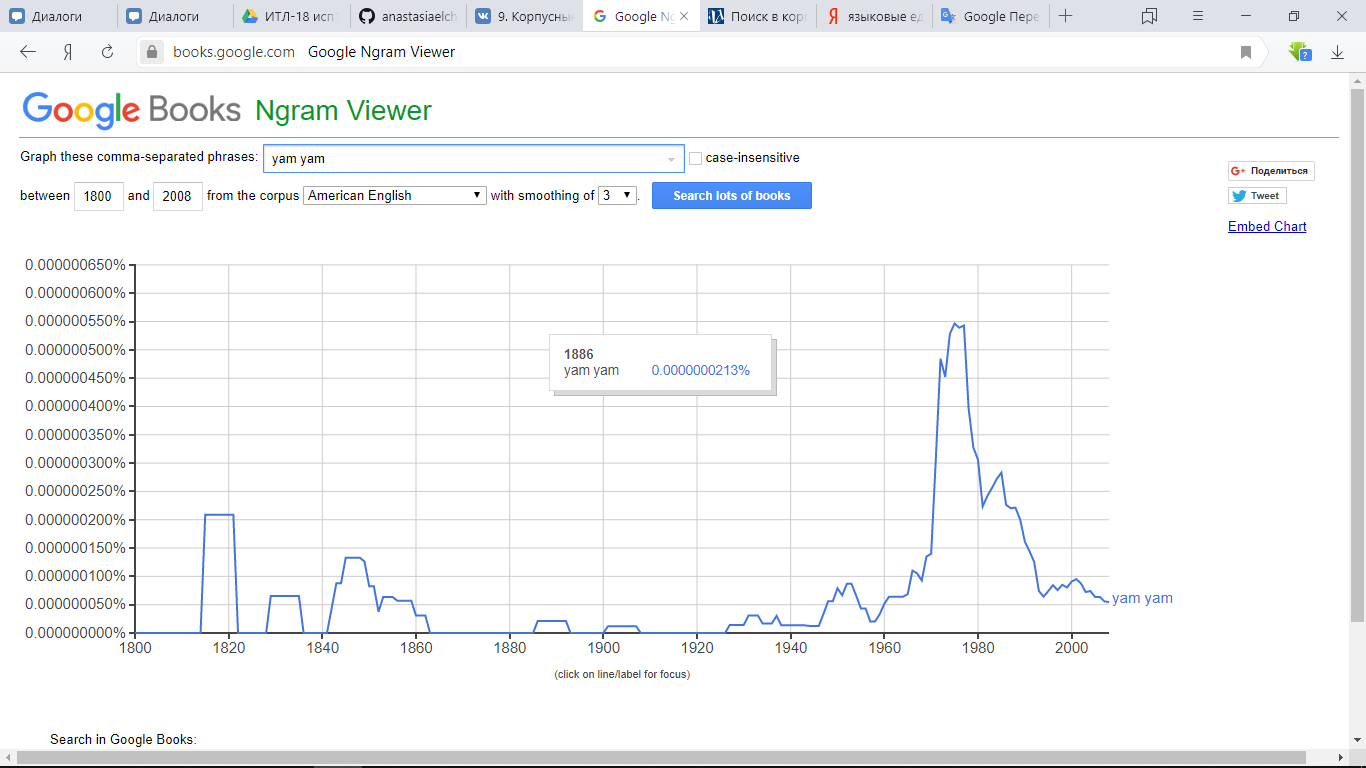 Диалоги
Диалоги
ИТЛ-18 исп
anastasiaelch
9. Корпусны
Google Ng
Поиск в кор
языковые ед
Google Пере
books.google.com Google Ngram Viewer
Google Books Ngram Viewer
Graph these comma-separated phrases: yam yam case-insensitive
between 1800 and 2008 from the corpus American English with smoothing of 3 . Search lots of books
Поделиться
Tweet
Embed Chart
0.000000650%
0.000000600%
0.000000550%
0.000000500%
0.000000450%
0.000000400%
0.000000350%
0.000000300%
0.000000250%
0.000000200%
0.000000150%
0.000000100%
0.000000050%
0.000000000%
1886
yam yam 0.0000000213%
yam yam
1800 1820 1840 1860 1880 1900 1920 1940 1960 1980 2000
(click on line/label for focus)
Search in Google Books: